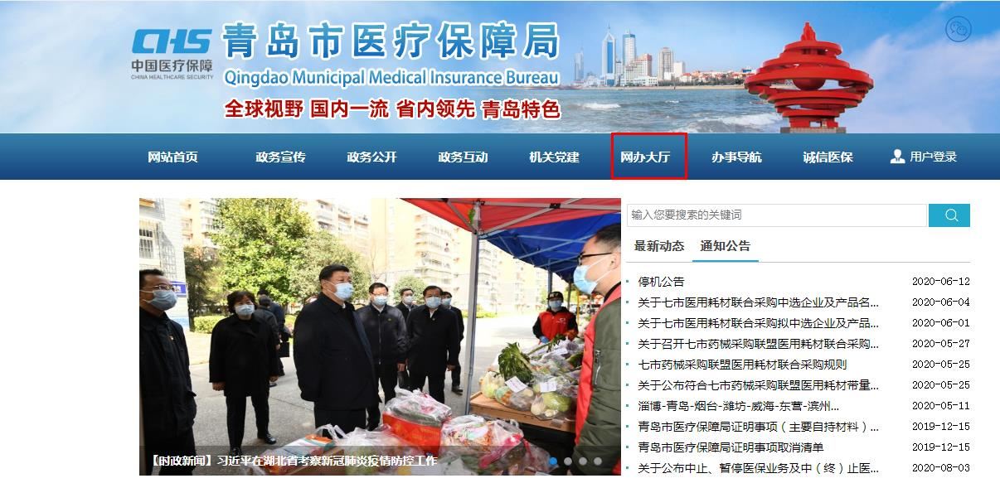 CHS
中国医疗保障
CHINA HEALTHCARE SECURITY
青岛市医疗保障局
Qingdao Municipal Medical Insurance Bureau
全球视野 国内一流 省内领先 青岛特色
网站首页 政务宣传 政务公开 政务互动 机关党建 网办大厅 办事导航 诚信医保 用户登录
输入您要搜索的关键词
最新动态 通知公告
停机公告 2020-06-12
关于七市医用耗材联合采购中选企业及产品名... 2020-06-04
关于七市医用耗材联合采购拟中选企业及产品... 2020-06-01
关于召开七市药械采购联盟医用耗材联合采购... 2020-05-27
七市药械采购联盟医用耗材联合采购规则 2020-05-25
关于公布符合七市药械采购联盟医用耗材带量... 2020-05-25
淄博-青岛-烟台-潍坊-威海-东营-滨州... 2020-05-11
青岛市医疗保障局证明事项（主要自持材料）... 2019-12-15
青岛市医疗保障局证明事项取消清单 2019-12-15
关于公布中止、暂停医保业务及中（终）止医... 2020-08-03
【时政新闻】习近平在湖北省考察新冠肺炎疫情防控工作